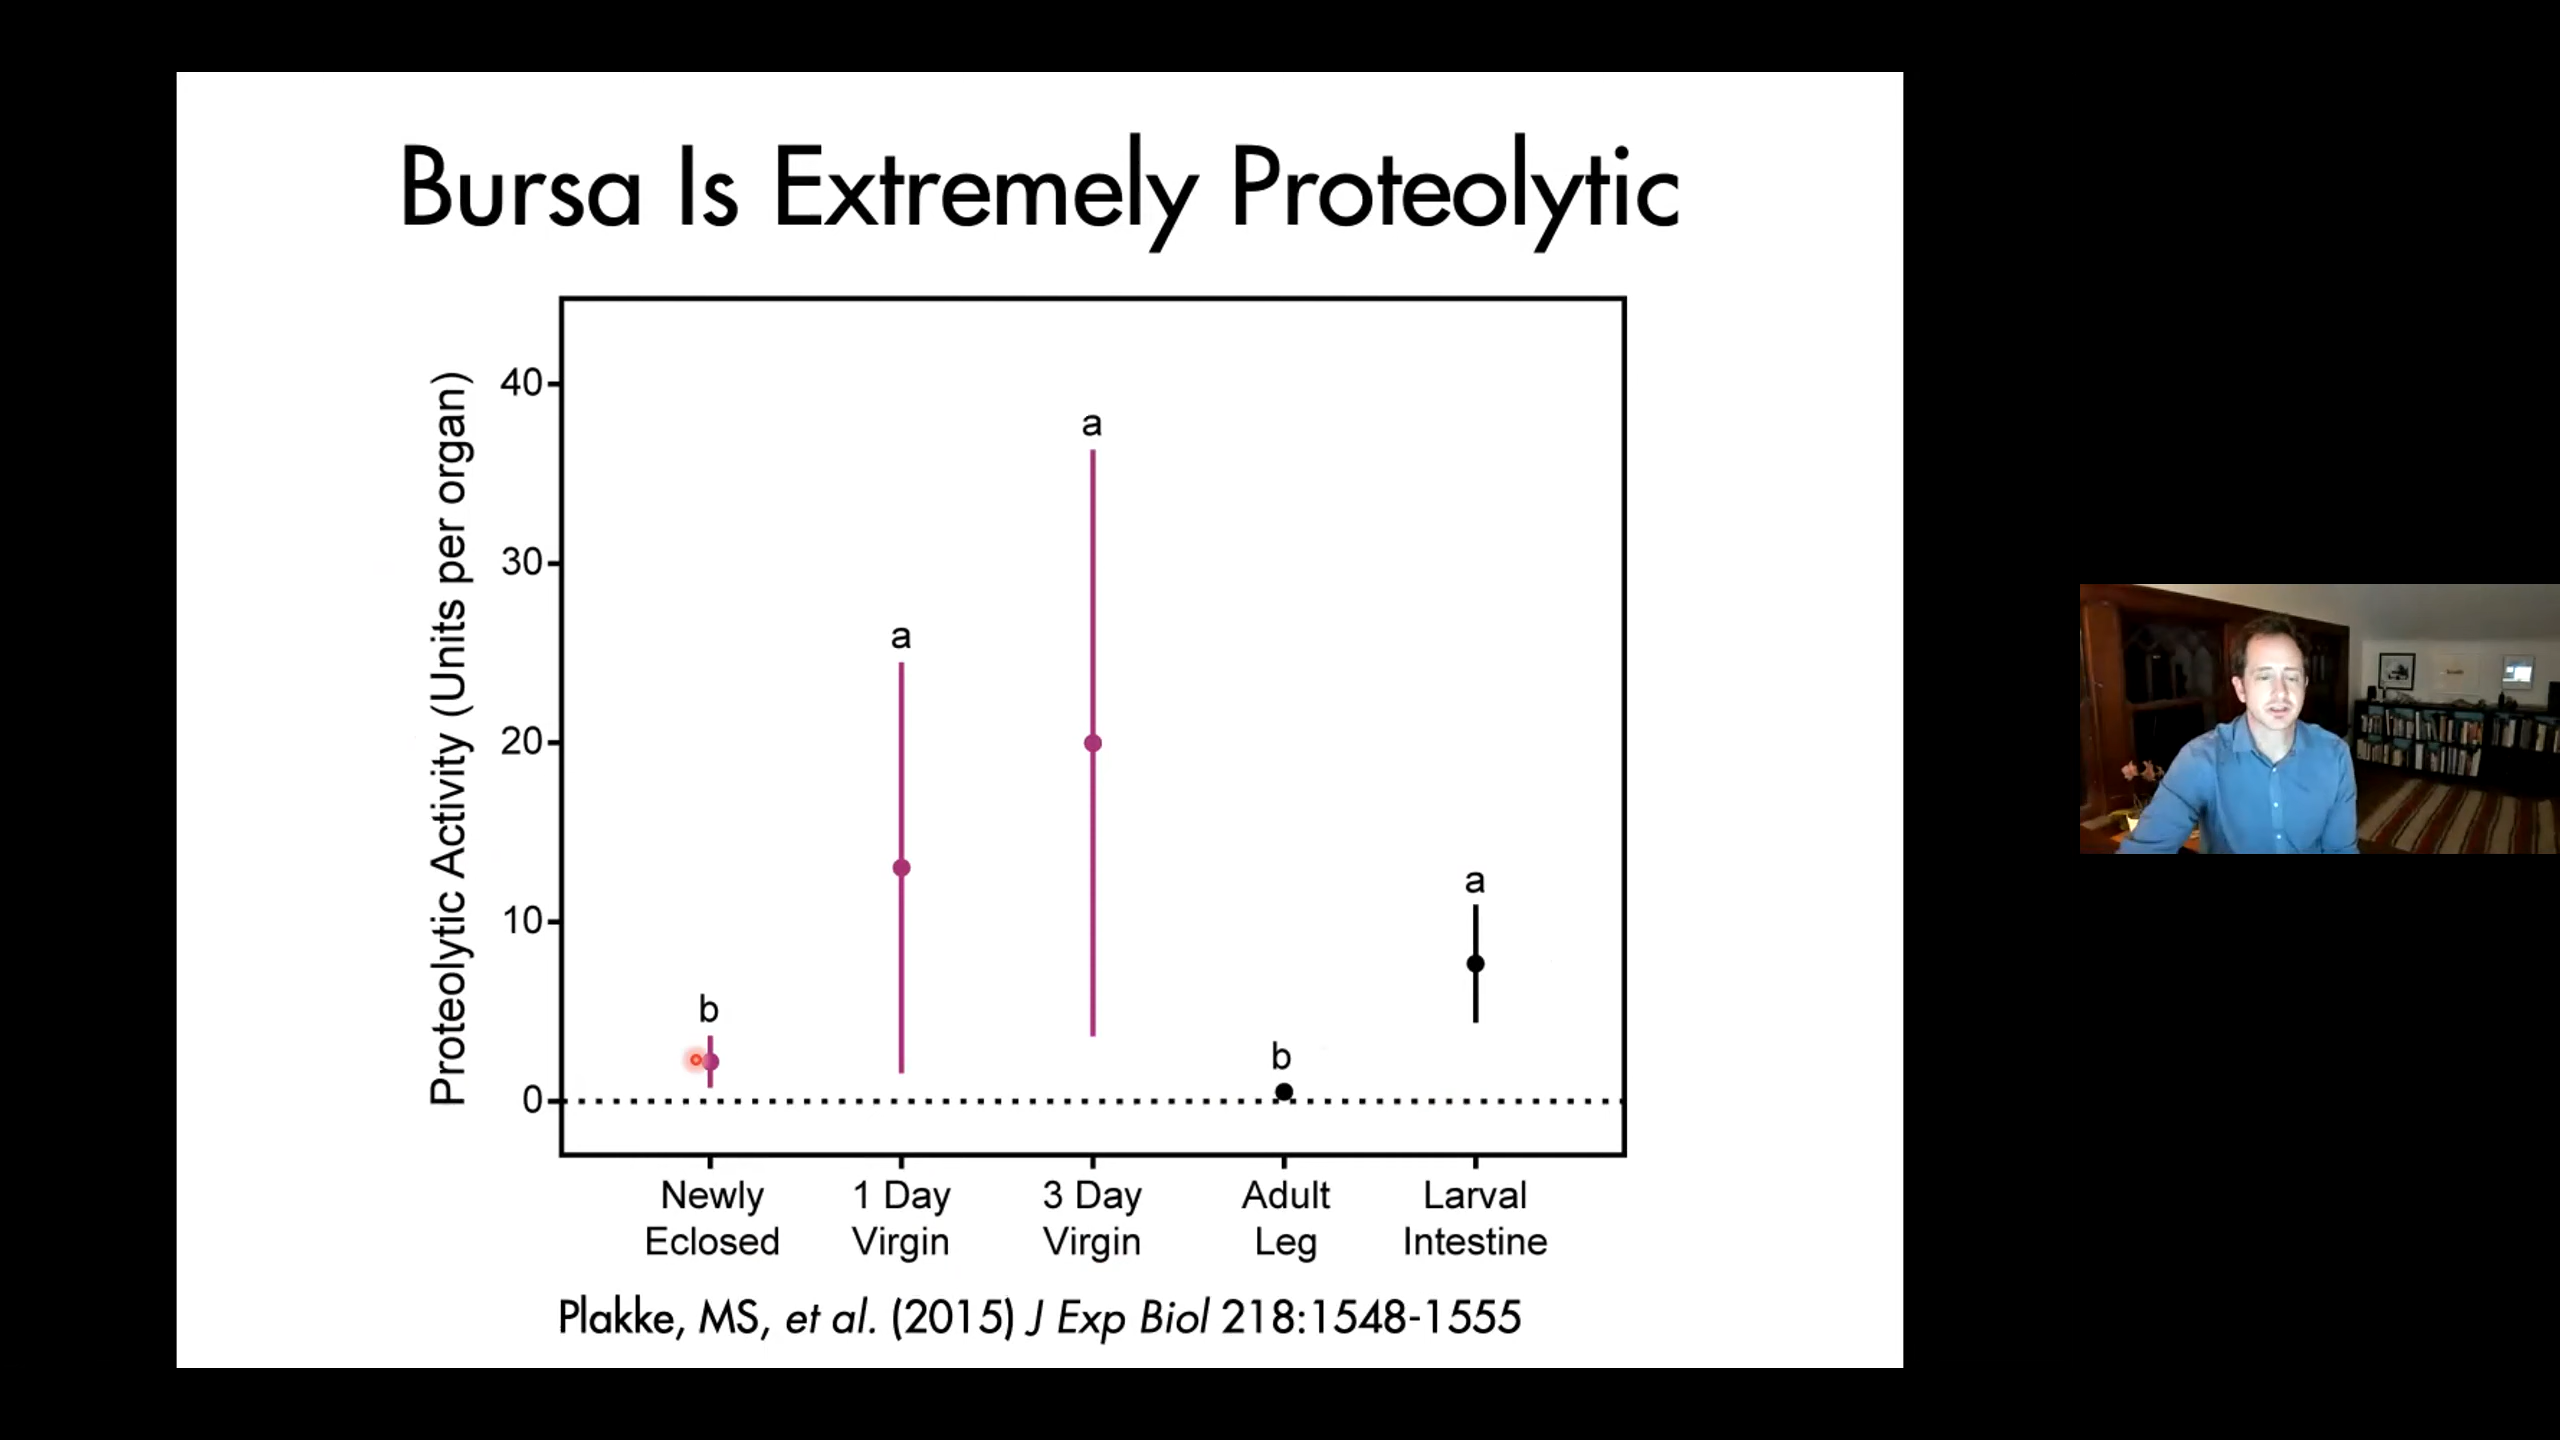 Bursa Is Extremely Proteolytic
Proteolytic Activity (Units per organ)
40
30
20
10
0
b
a
a
b
a
Newly
Eclosed
1 Day
Virgin
3 Day
Virgin
Adult
Leg
Larval
Intestine
Plakke, MS, et al. (2015) J Exp Biol 218:1548-1555